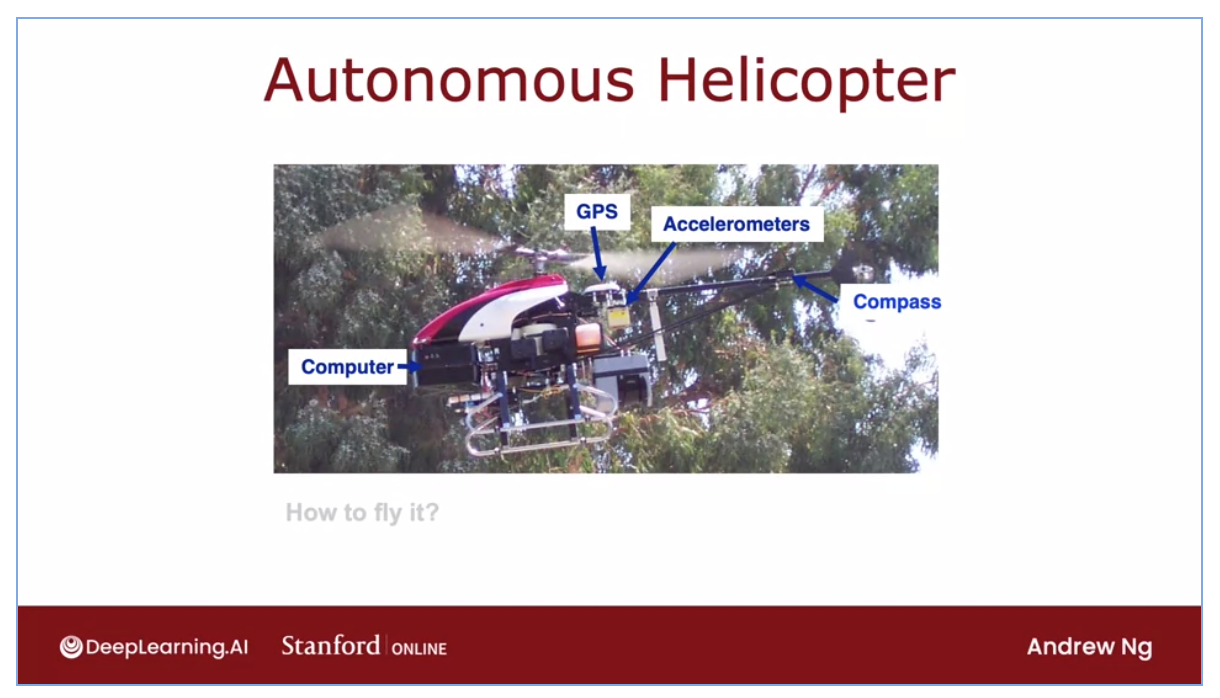 Autonomous Helicopter
GPS
Accelerometers
Compass
Computer
How to fly it?
DeepLearning.AI
Stanford | ONLINE
Andrew Ng